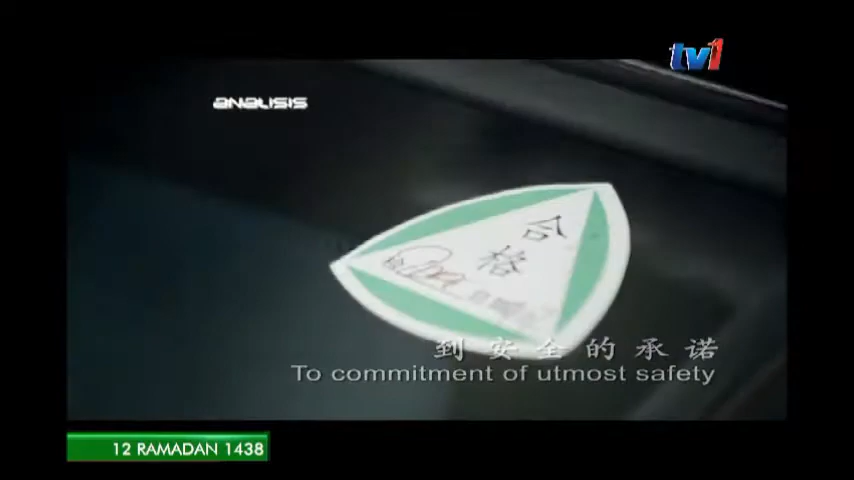 tv1
ANALISIS
合
格
到安全的承诺
To commitment of utmost safety
12 RAMADAN 1438